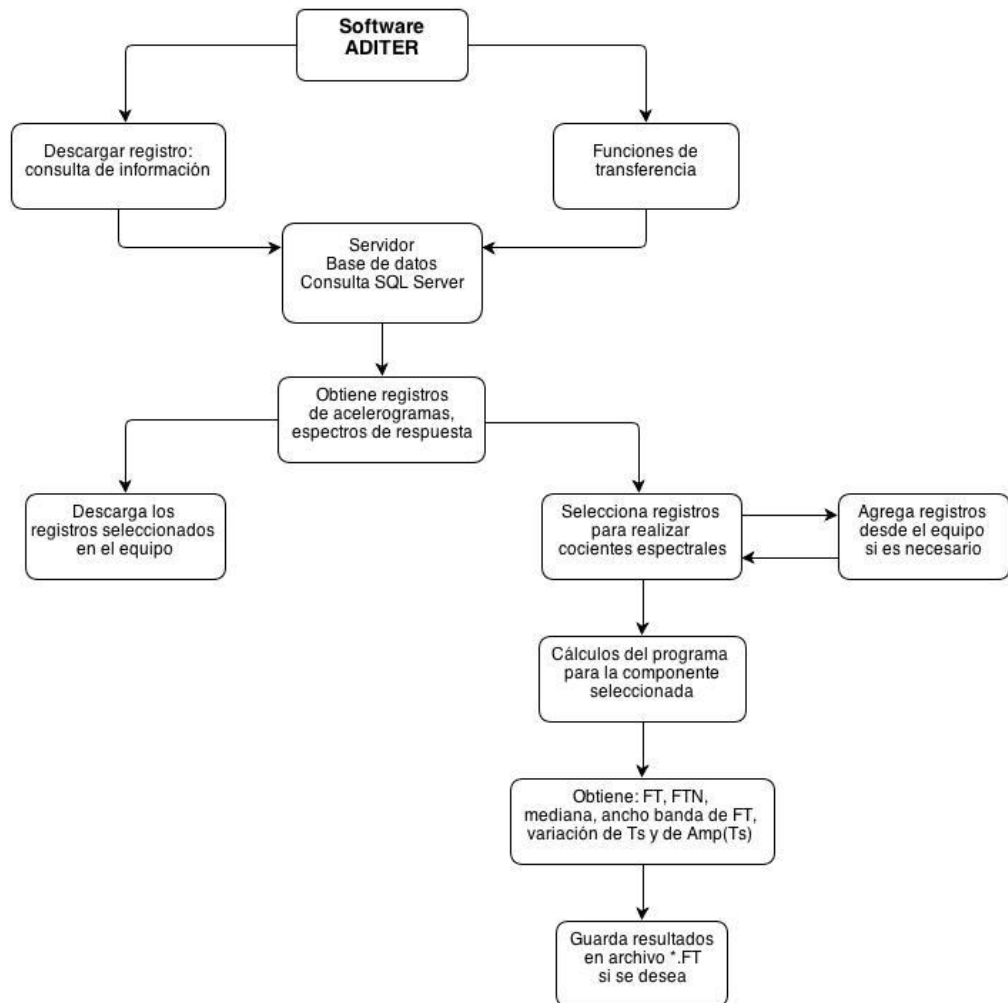 Software
ADITER
Descargar registro:
consulta de información
Funciones de
transferencia
Servidor
Base de datos
Consulta SQL Server
Obtiene registros
de acelerogramas,
espectros de respuesta
Descarga los
registros seleccionados
en el equipo
Selecciona registros
para realizar
cocientes espectrales
Agrega registros
desde el equipo
si es necesario
Cálculos del programa
para la componente
seleccionada
Obtiene: FT, FTN,
mediana, ancho banda de FT,
variación de Ts y de Amp(Ts)
Guarda resultados
en archivo *.FT
si se desea